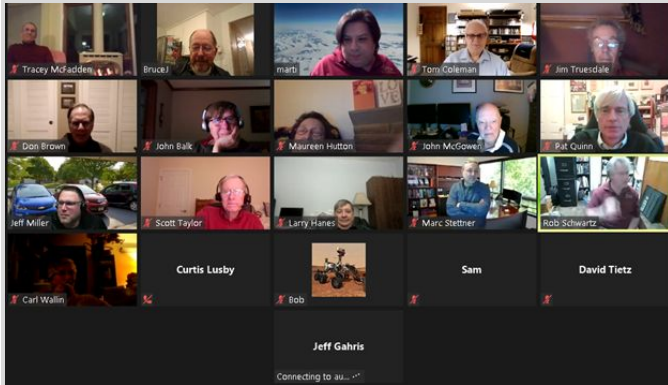 Tracey McFadden
BruceJ
marti
Tom Coleman
Jim Truesdale
Don Brown
John Balk
Maureen Hutton
John McGowen
Pat Quinn
Jeff Miller
Scott Taylor
Larry Hanes
Marc Stettner
Rob Schwartz
Carl Wallin
Curtis Lusby
Bob
Sam
David Tietz
Jeff Gahris
Connecting to au...